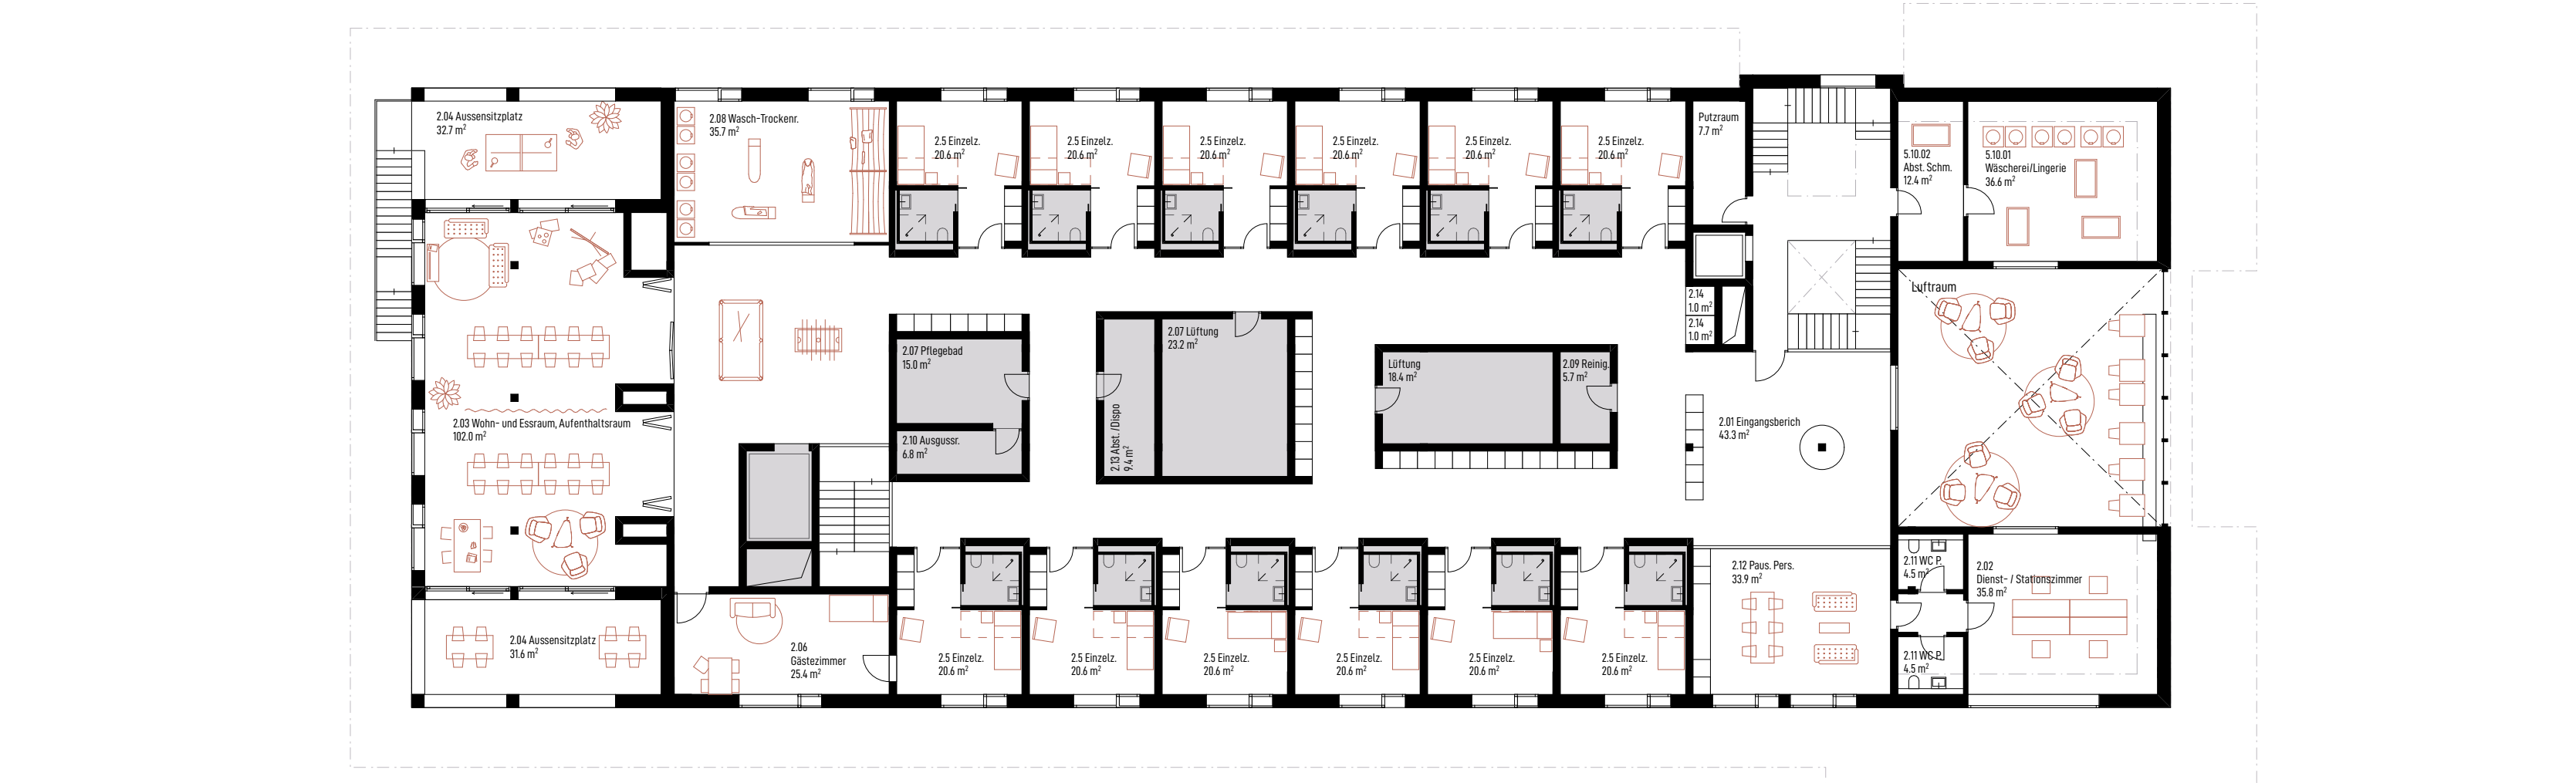 2.04 Aussensitzplatz
32.7 m²
2.08 Wasch-Trockenr.
35.7 m²
2.5 Einzelz.
20.6 m²
2.5 Einzelz.
20.6 m²
2.5 Einzelz.
20.6 m²
2.5 Einzelz.
20.6 m²
2.5 Einzelz.
20.6 m²
2.5 Einzelz.
20.6 m²
Putzraum
7.7 m²
5.10.02
Abst. Schm.
12.4 m²
5.10.01
Wäscherei/Lingerie
36.6 m²
Luftraum
2.14
1.0 m²
2.14
1.0 m²
2.07 Pflegebad
15.0 m²
2.07 Lüftung
23.2 m²
Lüftung
18.4 m²
2.09 Reinig.
5.7 m²
2.03 Wohn- und Essraum, Aufenthaltsraum
102.0 m²
2.10 Ausgussr.
6.8 m²
2.13 Abst./Dispo
9.4 m²
2.01 Eingangsberich
43.3 m²
2.04 Aussensitzplatz
31.6 m²
2.06
Gästezimmer
25.4 m²
2.5 Einzelz.
20.6 m²
2.5 Einzelz.
20.6 m²
2.5 Einzelz.
20.6 m²
2.5 Einzelz.
20.6 m²
2.5 Einzelz.
20.6 m²
2.5 Einzelz.
20.6 m²
2.12 Paus. Pers.
33.9 m²
2.11 WC P.
4.5 m²
2.11 WC P.
4.5 m²
2.02
Dienst- / Stationszimmer
35.8 m²